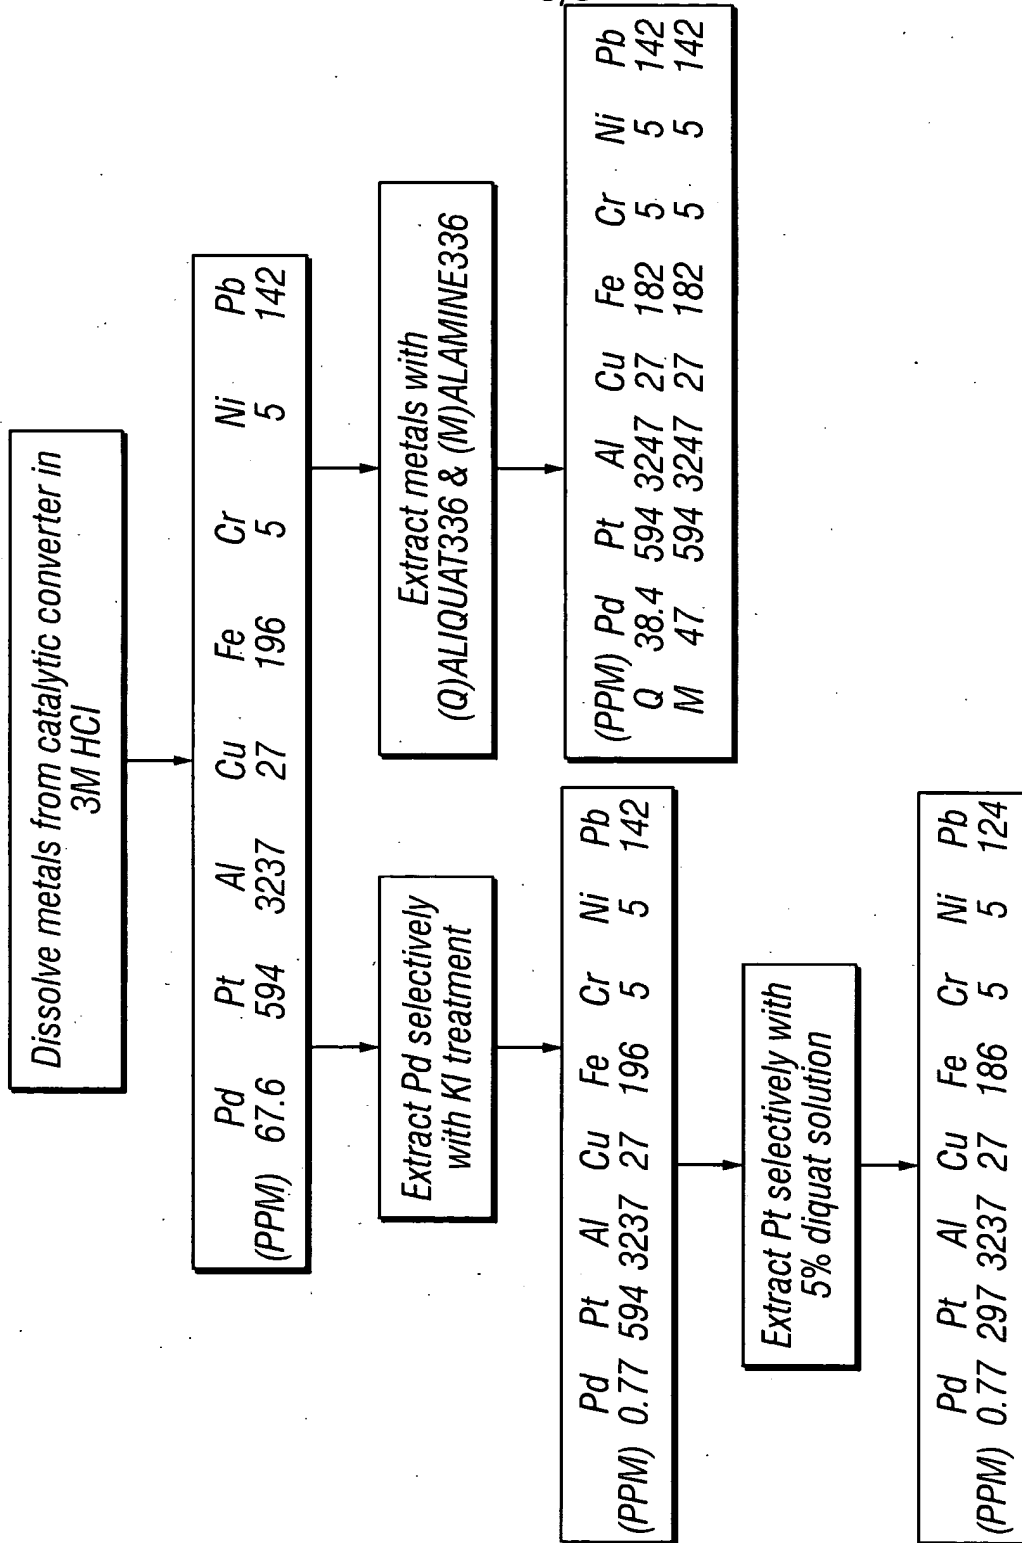 Dissolve metals from catalytic converter in
3M HCl
Pd Pt Al Cu Fe Cr Ni Pb
(PPM) 67.6 594 3237 27 196 5 5 142
Extract Pd selectively
with KI treatment
Extract metals with
(Q)ALIQUAT336 & (M)ALAMINE336
Pd Pt Al Cu Fe Cr Ni Pb
(PPM) 0.77 594 3237 27 196 5 5 142
(PPM) Pd Pt Al Cu Fe Cr Ni Pb
Q 38.4 594 3247 27 182 5 5 142
M 47 594 3247 27 182 5 5 142
Extract Pt selectively with
5% diquat solution
Pd Pt Al Cu Fe Cr Ni Pb
(PPM) 0.77 297 3237 27 186 5 5 124